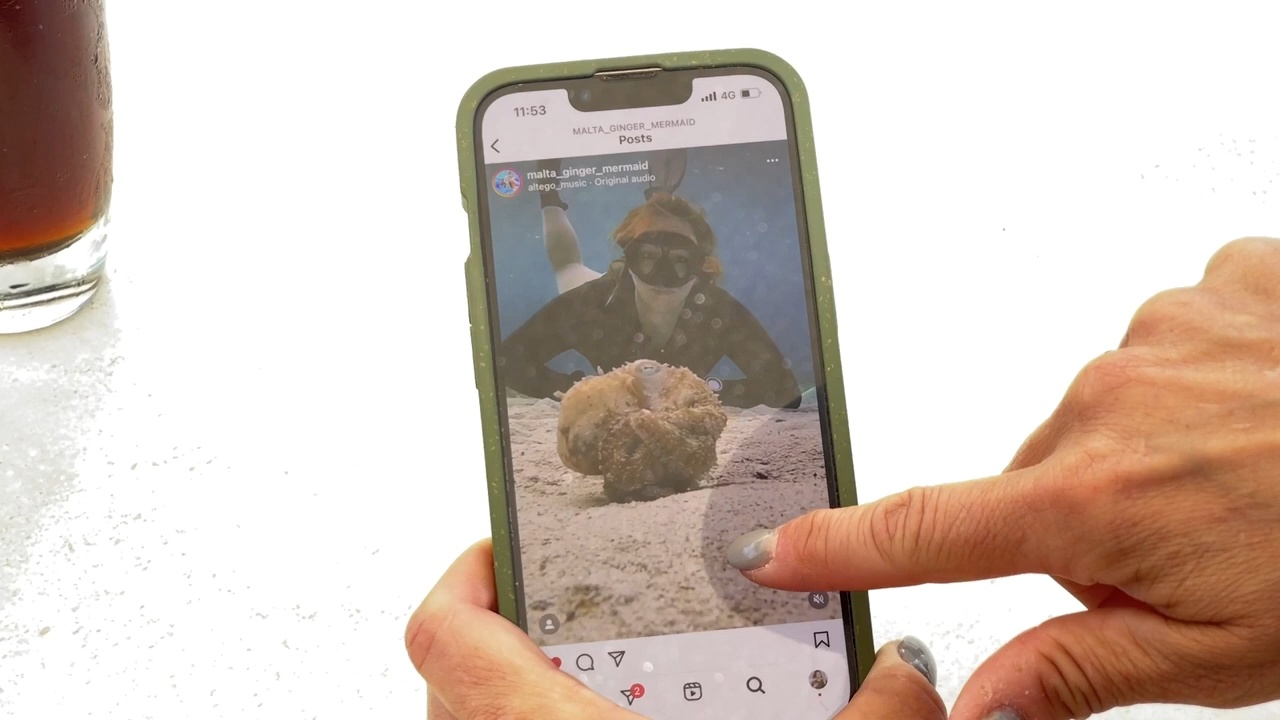 11:53
4G
MALTA_GINGER_MERMAID
Posts
malta_ginger_mermaid
altego_music · Original audio
2